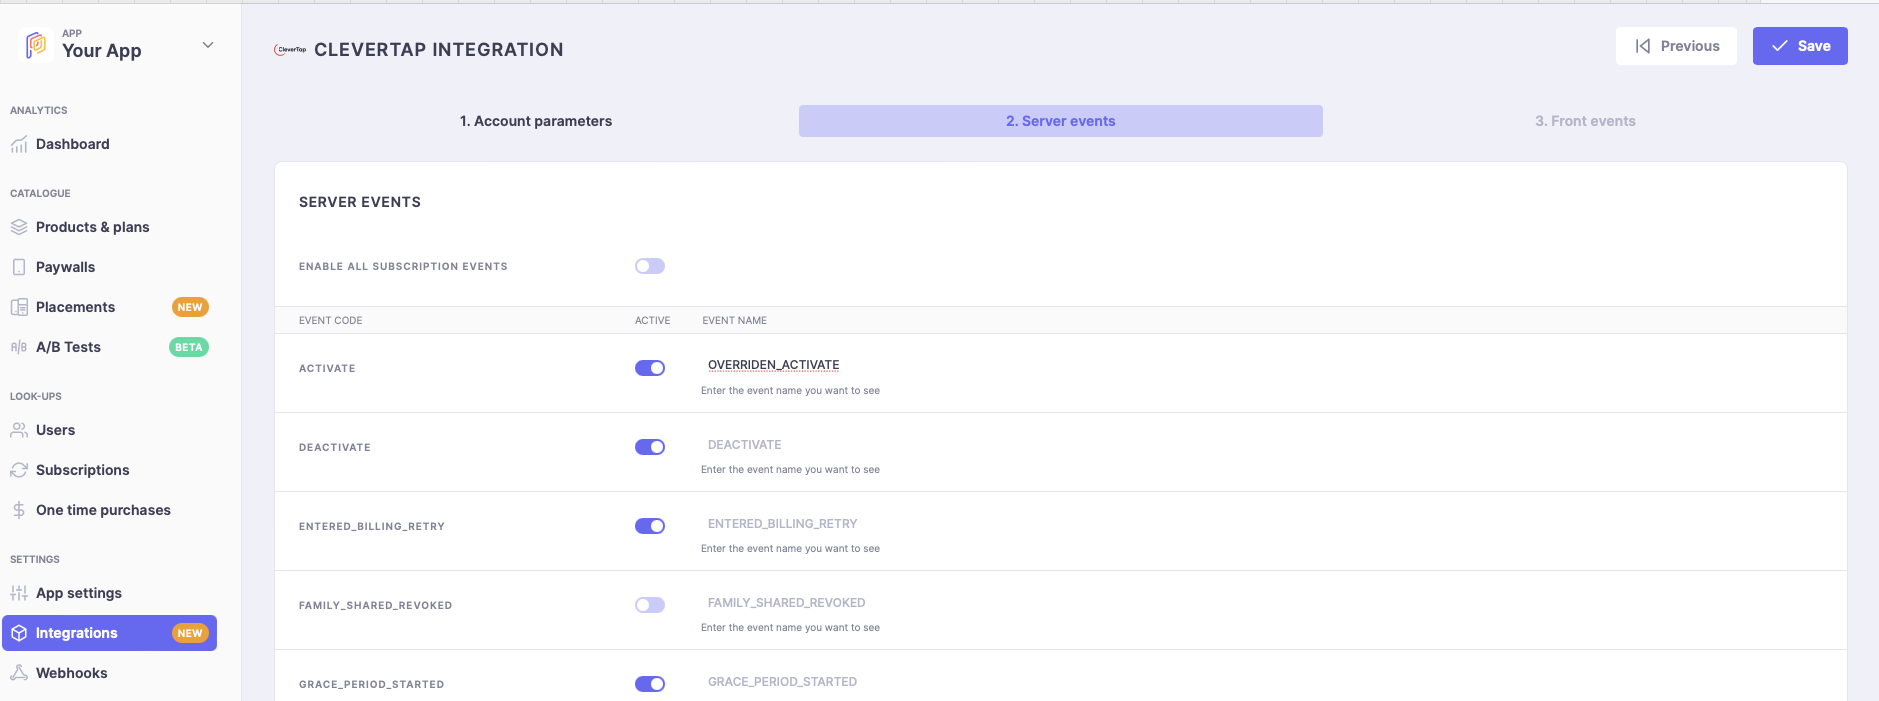 APP
Your App
ANALYTICS
Dashboard
CATALOGUE
Products & plans
Paywalls
Placements NEW
A/B Tests BETA
LOOK-UPS
Users
Subscriptions
One time purchases
SETTINGS
App settings
Integrations NEW
Webhooks
CleverTap CLEVERTAP INTEGRATION
Previous Save
1. Account parameters 2. Server events 3. Front events
SERVER EVENTS
ENABLE ALL SUBSCRIPTION EVENTS
EVENT CODE ACTIVE EVENT NAME
ACTIVATE OVERRIDEN_ACTIVATE
Enter the event name you want to see
DEACTIVATE DEACTIVATE
Enter the event name you want to see
ENTERED_BILLING_RETRY ENTERED_BILLING_RETRY
Enter the event name you want to see
FAMILY_SHARED_REVOKED FAMILY_SHARED_REVOKED
Enter the event name you want to see
GRACE_PERIOD_STARTED GRACE_PERIOD_STARTED